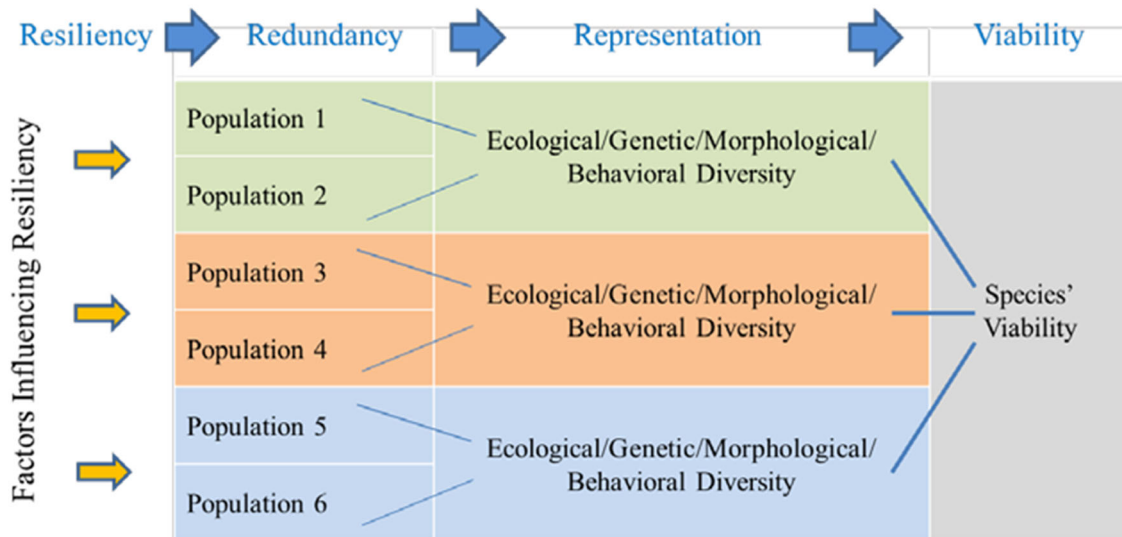 Resiliency Redundancy Representation Viability
Factors Influencing Resiliency
Population 1
Population 2
Ecological/Genetic/Morphological/
Behavioral Diversity
Population 3
Population 4
Ecological/Genetic/Morphological/
Behavioral Diversity
Population 5
Population 6
Ecological/Genetic/Morphological/
Behavioral Diversity
Species’
Viability